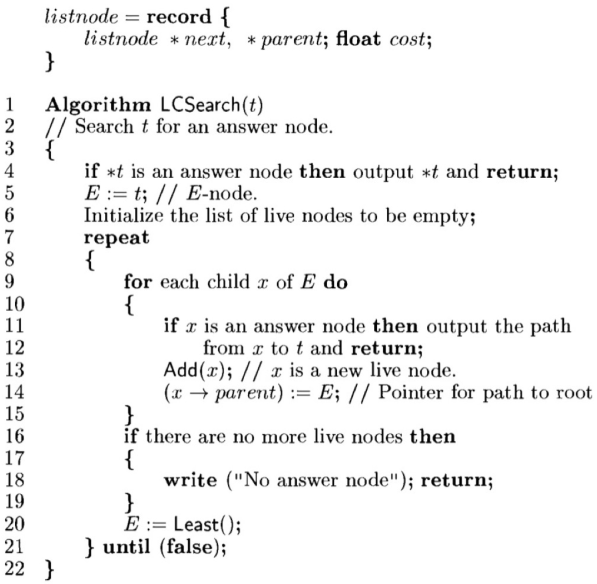 listnode = record {
listnode * next, * parent; float cost;
}
1 Algorithm LCSearch(t)
2 // Search t for an answer node.
3 {
4 if *t is an answer node then output *t and return;
5 E := t; // E-node.
6 Initialize the list of live nodes to be empty;
7 repeat
8 {
9 for each child x of E do
10 {
11 if x is an answer node then output the path
12 from x to t and return;
13 Add(x); // x is a new live node.
14 (x → parent) := E; // Pointer for path to root
15 }
16 if there are no more live nodes then
17 {
18 write ("No answer node"); return;
19 }
20 E := Least();
21 } until (false);
22 }